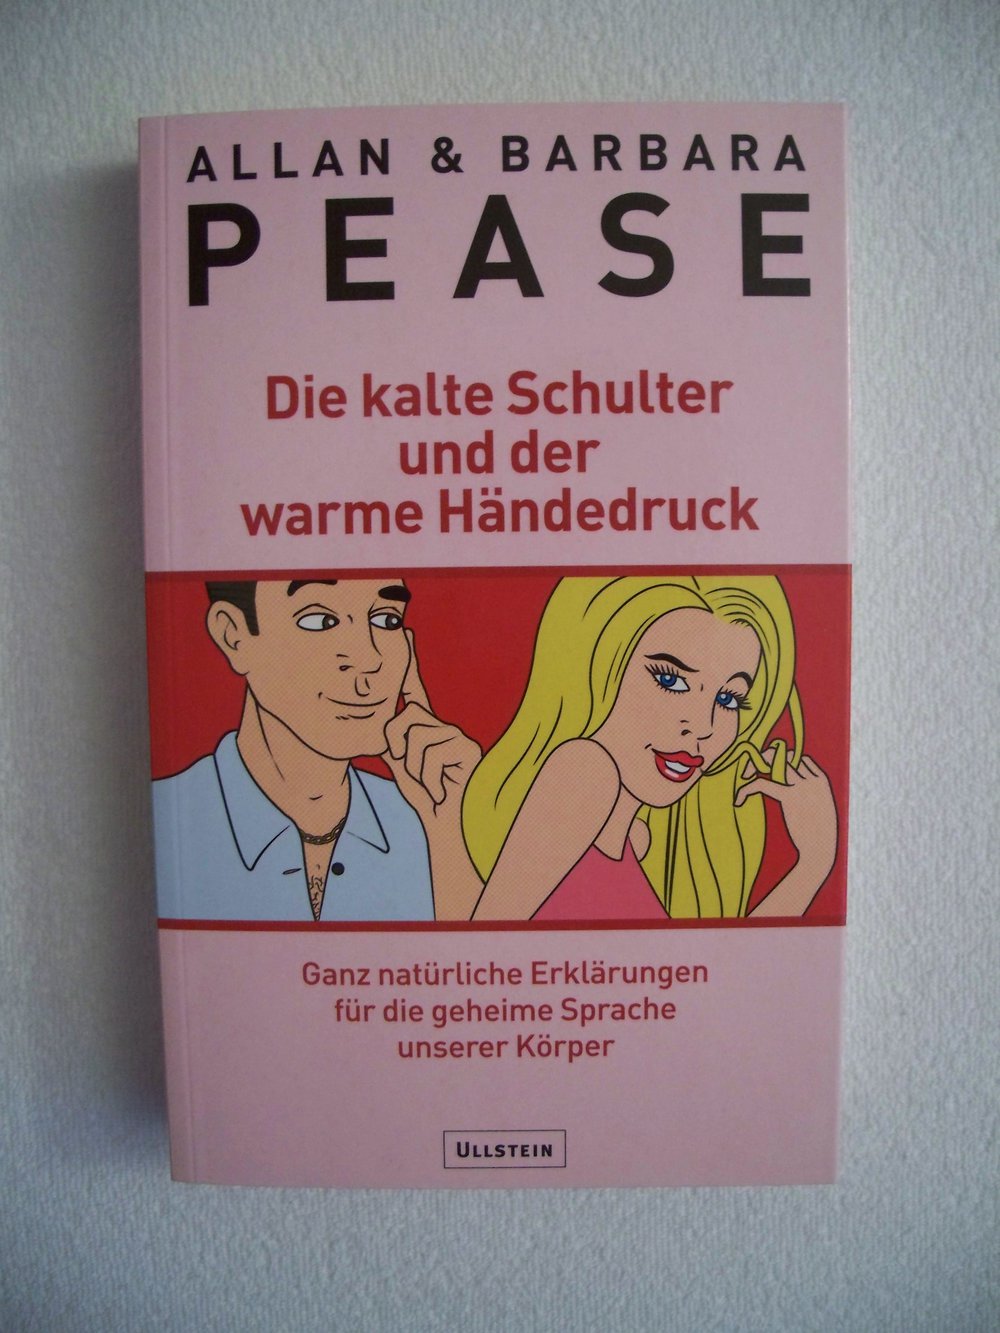 ALLAN & BARBARA
PEASE
Die kalte Schulter
und der
warme Händedruck
Ganz natürliche Erklärungen
für die geheime Sprache
unserer Körper
ULLSTEIN